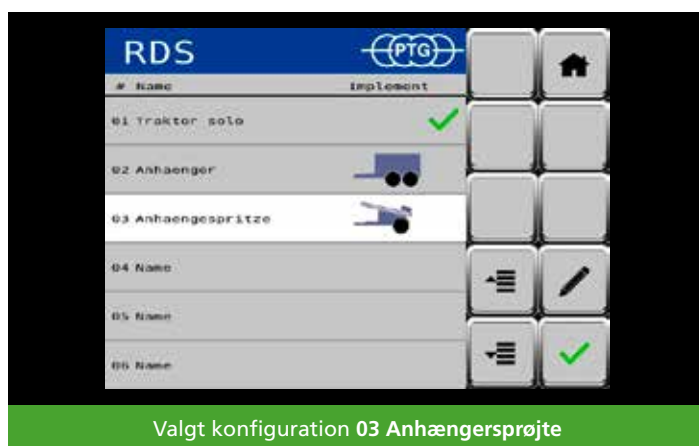 RDS
PTG
# Name Implement
01 Traktor solo
02 Anhaenger
03 Anhaengespritze
04 Name
05 Name
06 Name
Valgt konfiguration 03 Anhængersprøjte